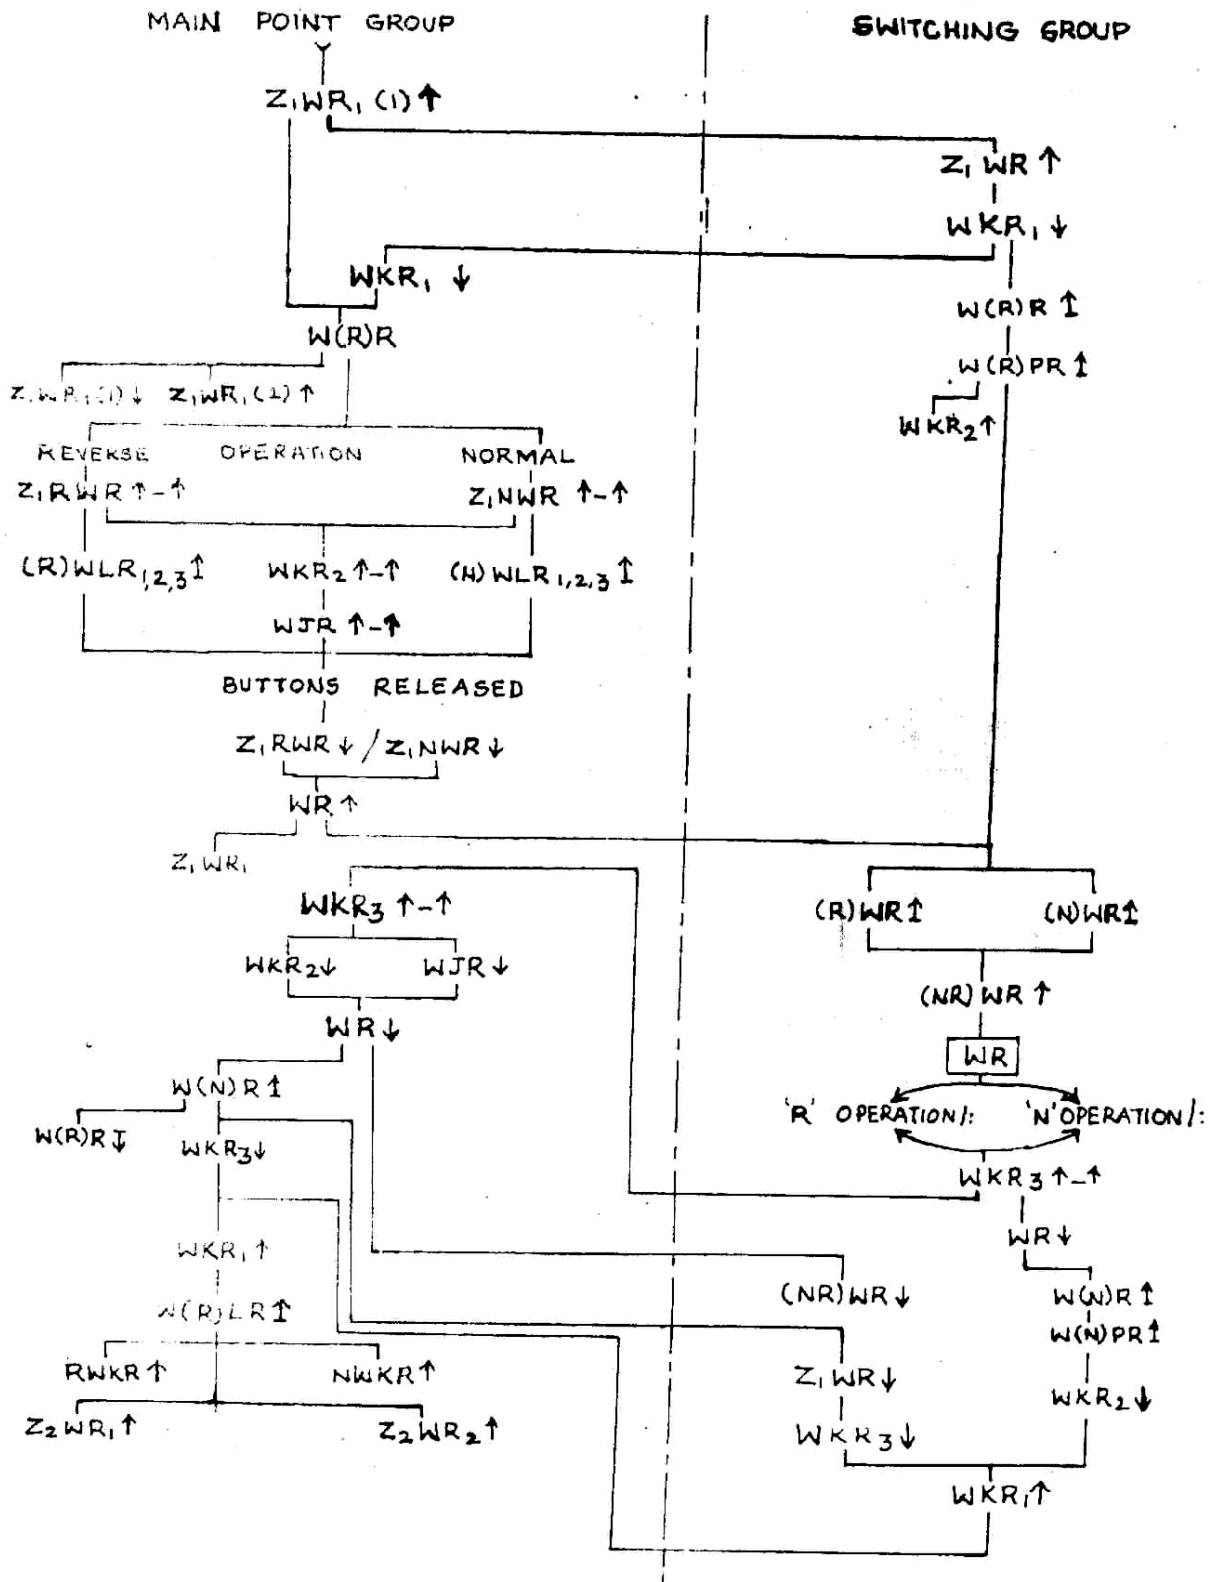 MAIN POINT GROUP
SWITCHING GROUP
Z₁WR₁(1)↑
Z₁WR↑
WKR₁↓
WKR₁ ↓
W(R)R↥
W(R)R
W(R)PR↥
Z₁WR₁(1)↓ Z₁WR₁(2)↑
WKR₂↑
REVERSE OPERATION NORMAL
Z₁RWR↑-↑ Z₁NWR ↑-↑
(R)WLR₁,₂,₃↥ WKR₂↑-↑ (N)WLR₁,₂,₃↥
WJR ↑-↑
BUTTONS RELEASED
Z₁RWR↓/Z₁NWR↓
WR↑
Z₁WR₁
WKR₃↑-↑
(R)WR↥ (N)WR↥
WKR₂↓ WJR↓
(NR)WR↑
WR↓
WR
W(N)R↥
'R' OPERATION/: 'N' OPERATION/:
W(R)R↧
WKR₃↓
WKR₃↑-↑
WR↓
WKR₁↑
(NR)WR↓
W(N)R↥
W(R)LR↥
W(N)PR↥
RWKR↑ NWKR↑
Z₁WR↓
WKR₂↓
Z₂WR₁↑ Z₂WR₂↑
WKR₃↓
WKR₁↑